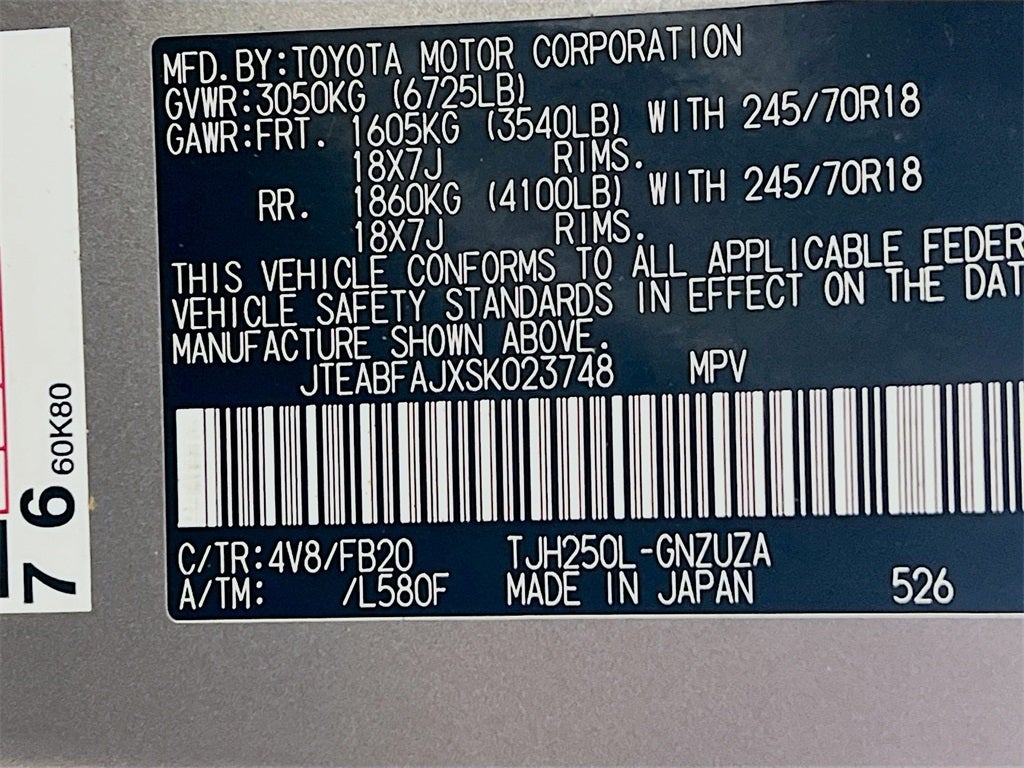 MFD. BY:TOYOTA MOTOR CORPORATION
GVWR:3050KG (6725LB)
GAWR:FRT. 1605KG (3540LB) WITH 245/70R18
18X7J RIMS.
RR. 1860KG (4100LB) WITH 245/70R18
18X7J RIMS.
THIS VEHICLE CONFORMS TO ALL APPLICABLE FEDER
VEHICLE SAFETY STANDARDS IN EFFECT ON THE DAT
MANUFACTURE SHOWN ABOVE.
JTEABFAJXSK023748 MPV
C/TR:4V8/FB20 TJH250L-GNZUZA
A/TM: /L580F MADE IN JAPAN 526
76 60K80